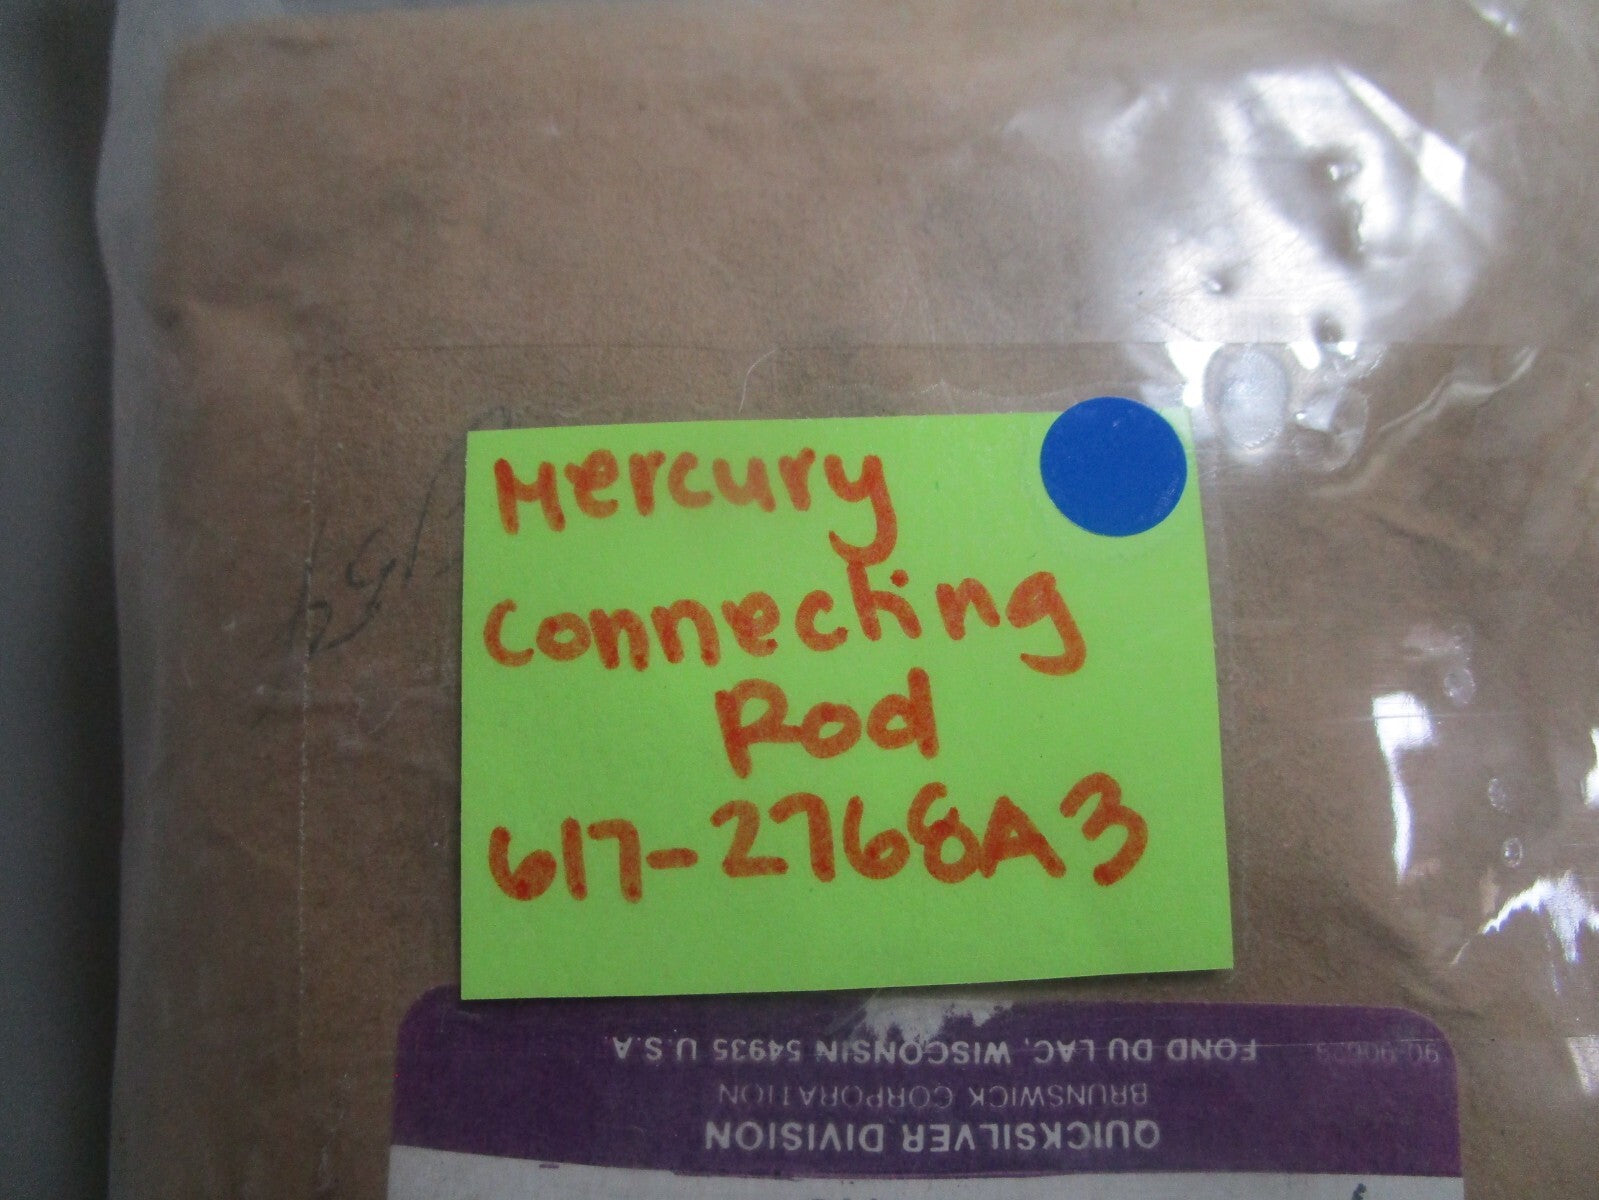 Mercury
Connecting
Rod
617-2768A3
QUICKSILVER DIVISION
BRUNSWICK CORPORATION
FOND DU LAC, WISCONSIN 54935 U.S.A